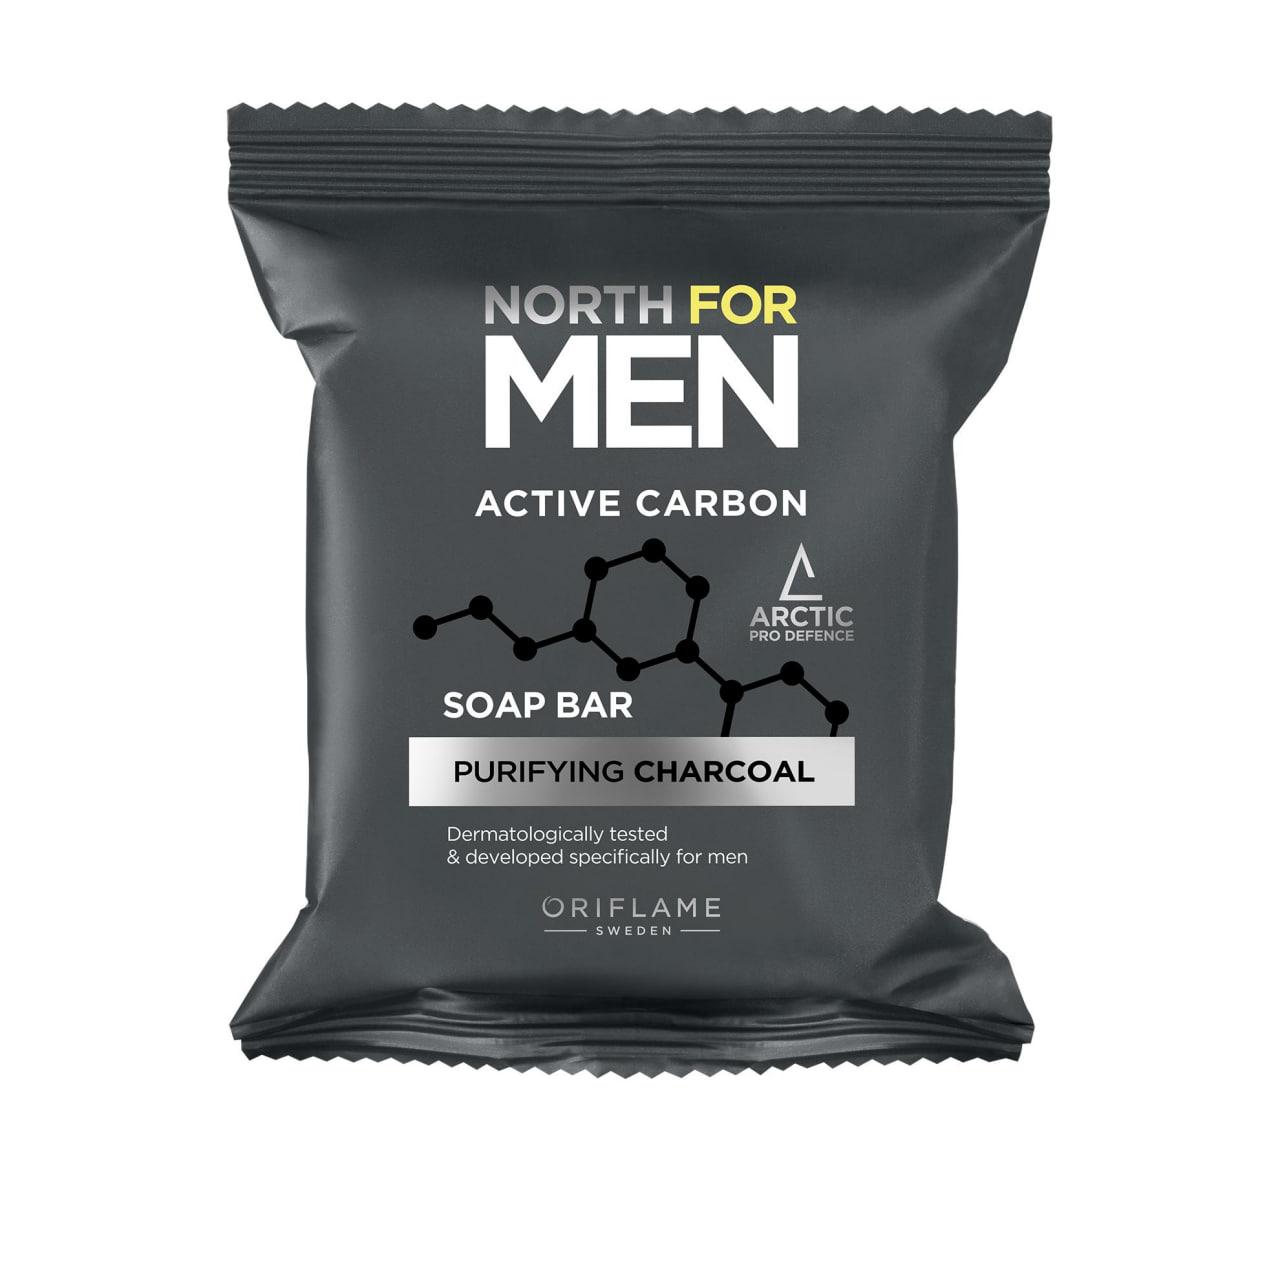 NORTH FOR
MEN
ACTIVE CARBON
ARCTIC
PRO DEFENCE
SOAP BAR
PURIFYING CHARCOAL
Dermatologically tested
& developed specifically for men
ORIFLAME
SWEDEN